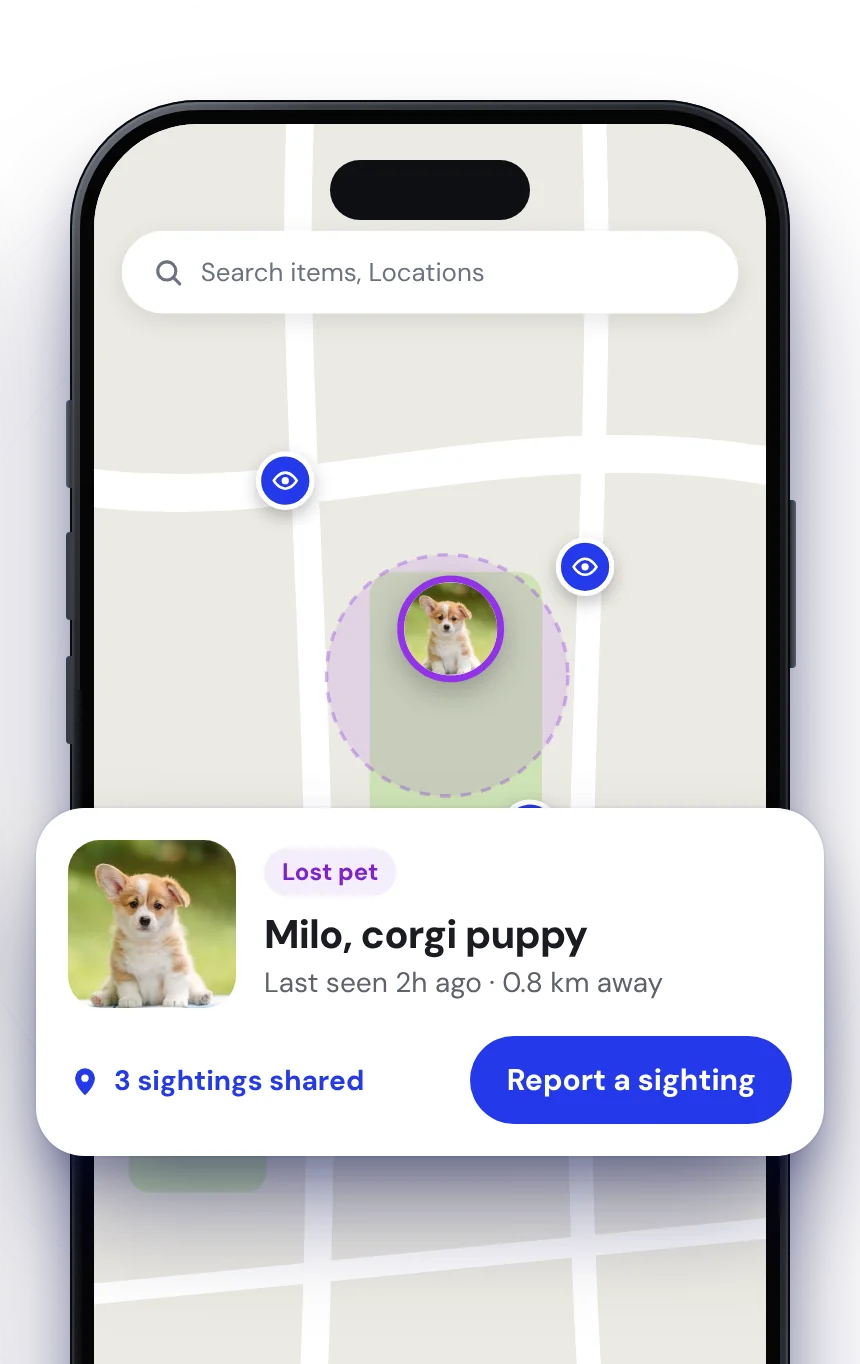 Search items, Locations
Lost pet
Milo, corgi puppy
Last seen 2h ago · 0.8 km away
3 sightings shared
Report a sighting